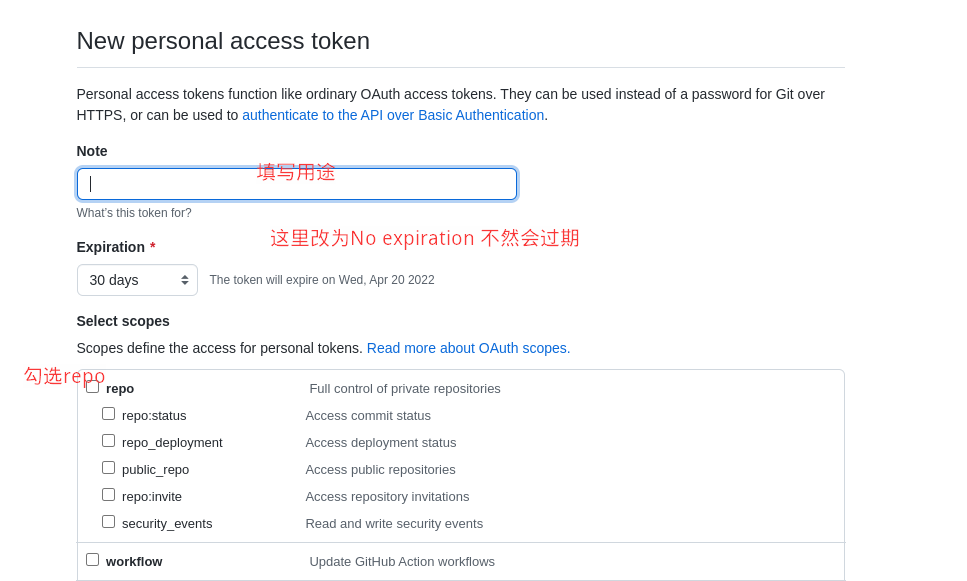 New personal access token
Personal access tokens function like ordinary OAuth access tokens. They can be used instead of a password for Git over
HTTPS, or can be used to authenticate to the API over Basic Authentication.
Note
填写用途
What's this token for?
这里改为No expiration 不然会过期
Expiration *
30 days The token will expire on Wed, Apr 20 2022
Select scopes
Scopes define the access for personal tokens. Read more about OAuth scopes.
勾选repo
repo Full control of private repositories
repo:status Access commit status
repo_deployment Access deployment status
public_repo Access public repositories
repo:invite Access repository invitations
security_events Read and write security events
workflow Update GitHub Action workflows